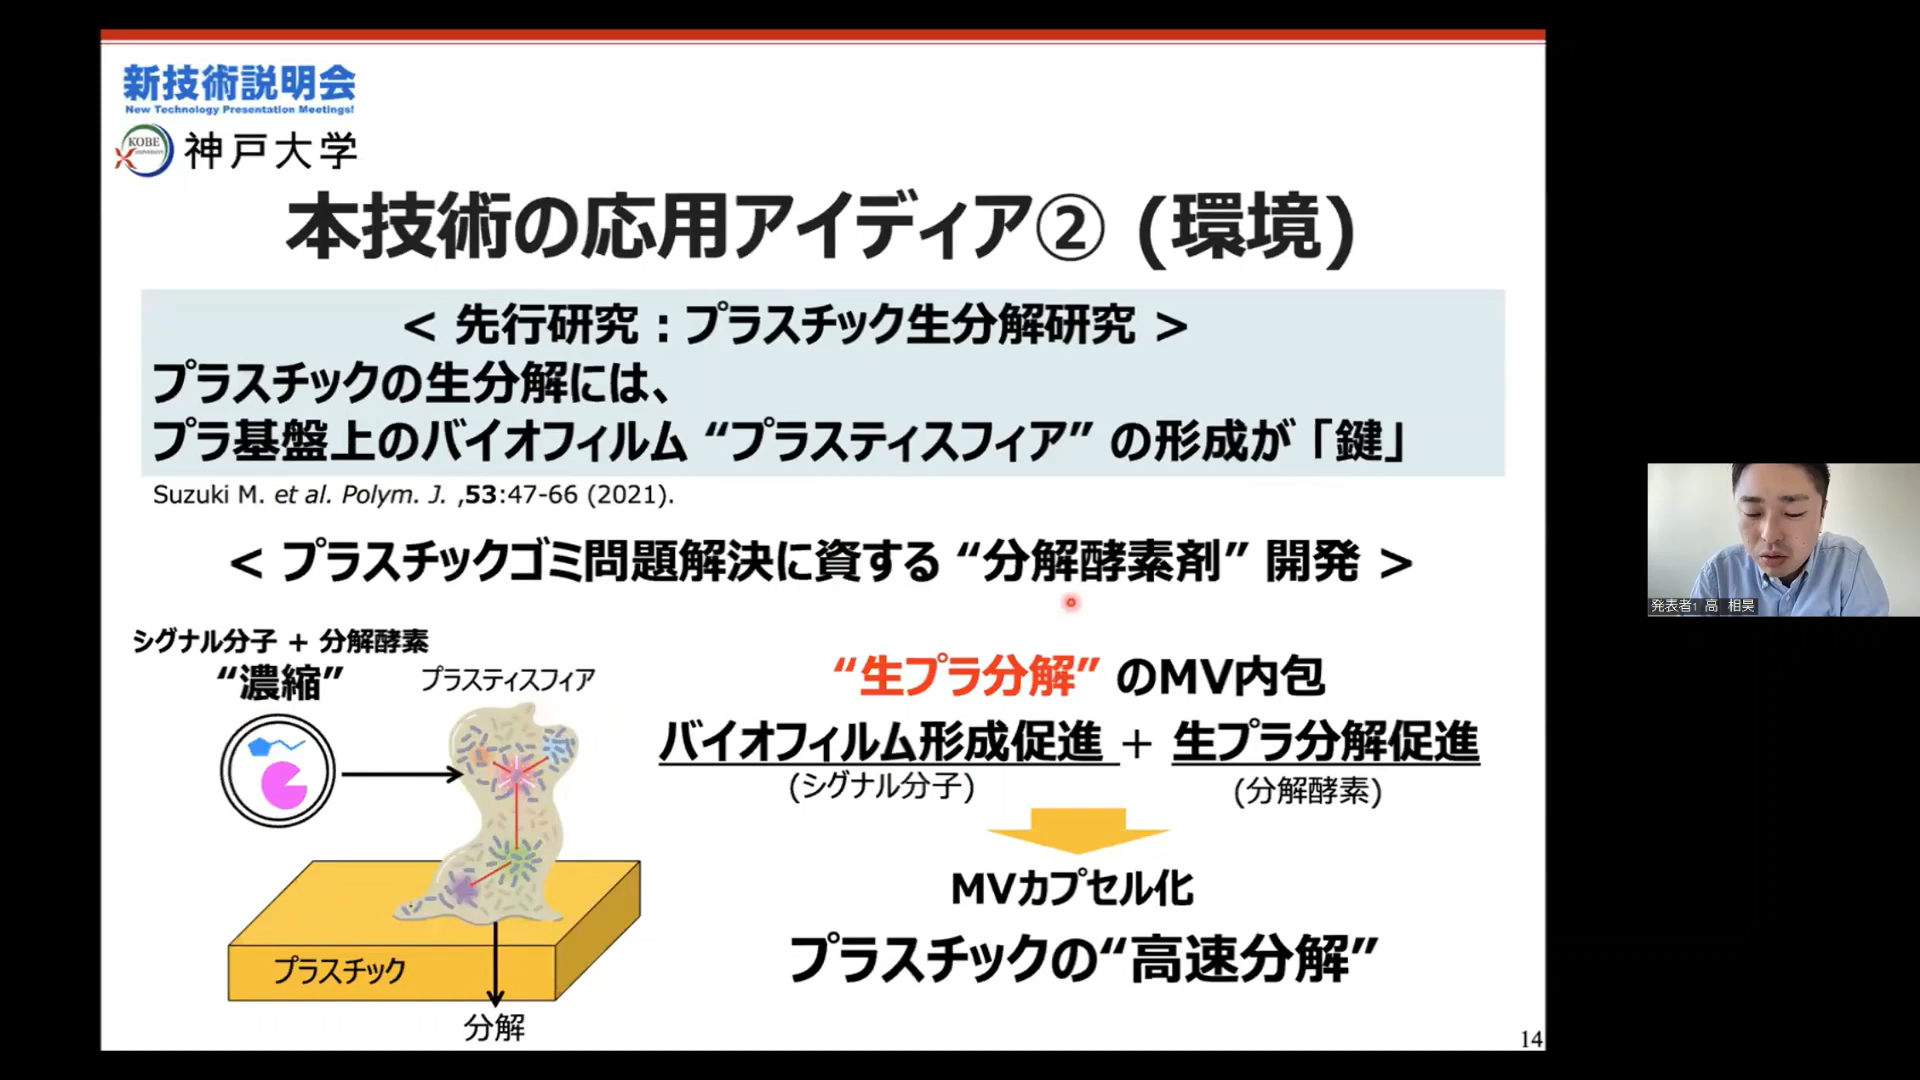 新技術説明会
New Technology Presentation Meetings!
KOBE
UNIVERSITY
神戸大学
本技術の応用アイディア② (環境)
< 先行研究：プラスチック生分解研究 >
プラスチックの生分解には、
プラ基盤上のバイオフィルム “プラスティスフィア” の形成が「鍵」
Suzuki M. et al. Polym. J. ,53:47-66 (2021).
< プラスチックゴミ問題解決に資する “分解酵素剤” 開発 >
シグナル分子 + 分解酵素
“濃縮”
プラスティスフィア
プラスチック
分解
“生プラ分解” のMV内包
バイオフィルム形成促進 + 生プラ分解促進
(シグナル分子)
(分解酵素)
MVカプセル化
プラスチックの“高速分解”
14
発表者1 高 相昊